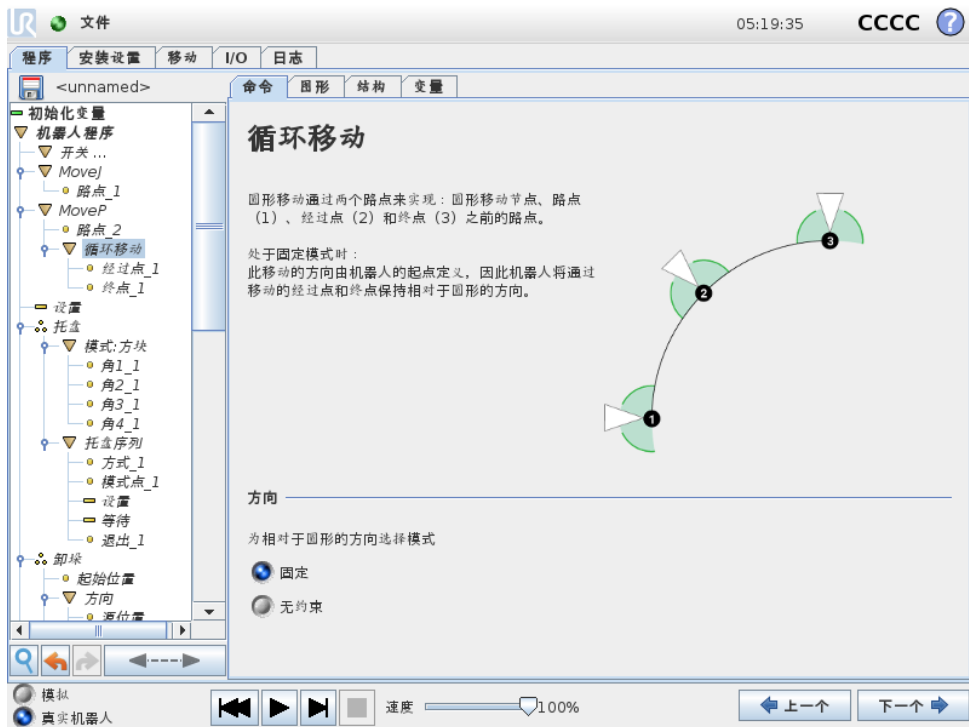 UR 文件 05:19:35 CCCC ?
程序 安装设置 移动 I/O 日志
<unnamed>
命令 图形 结构 变量
初始化变量
机器人程序
开关 ...
MoveJ
路点_1
MoveP
路点_2
循环移动
经过点_1
终点_1
设置
托盘
模式:方块
角1_1
角2_1
角3_1
角4_1
托盘序列
方式_1
模式点_1
设置
等待
退出_1
卸垛
起始位置
方向
源位置
循环移动
圆形移动通过两个路点来实现：圆形移动节点、路点
（1）、经过点（2）和终点（3）之前的路点。
处于固定模式时：
此移动的方向由机器人的起点定义，因此机器人将通过
移动的经过点和终点保持相对于圆形的方向。
3
2
1
方向
为相对于圆形的方向选择模式
固定
无约束
模拟
真实机器人
速度 100%
上一个 下一个